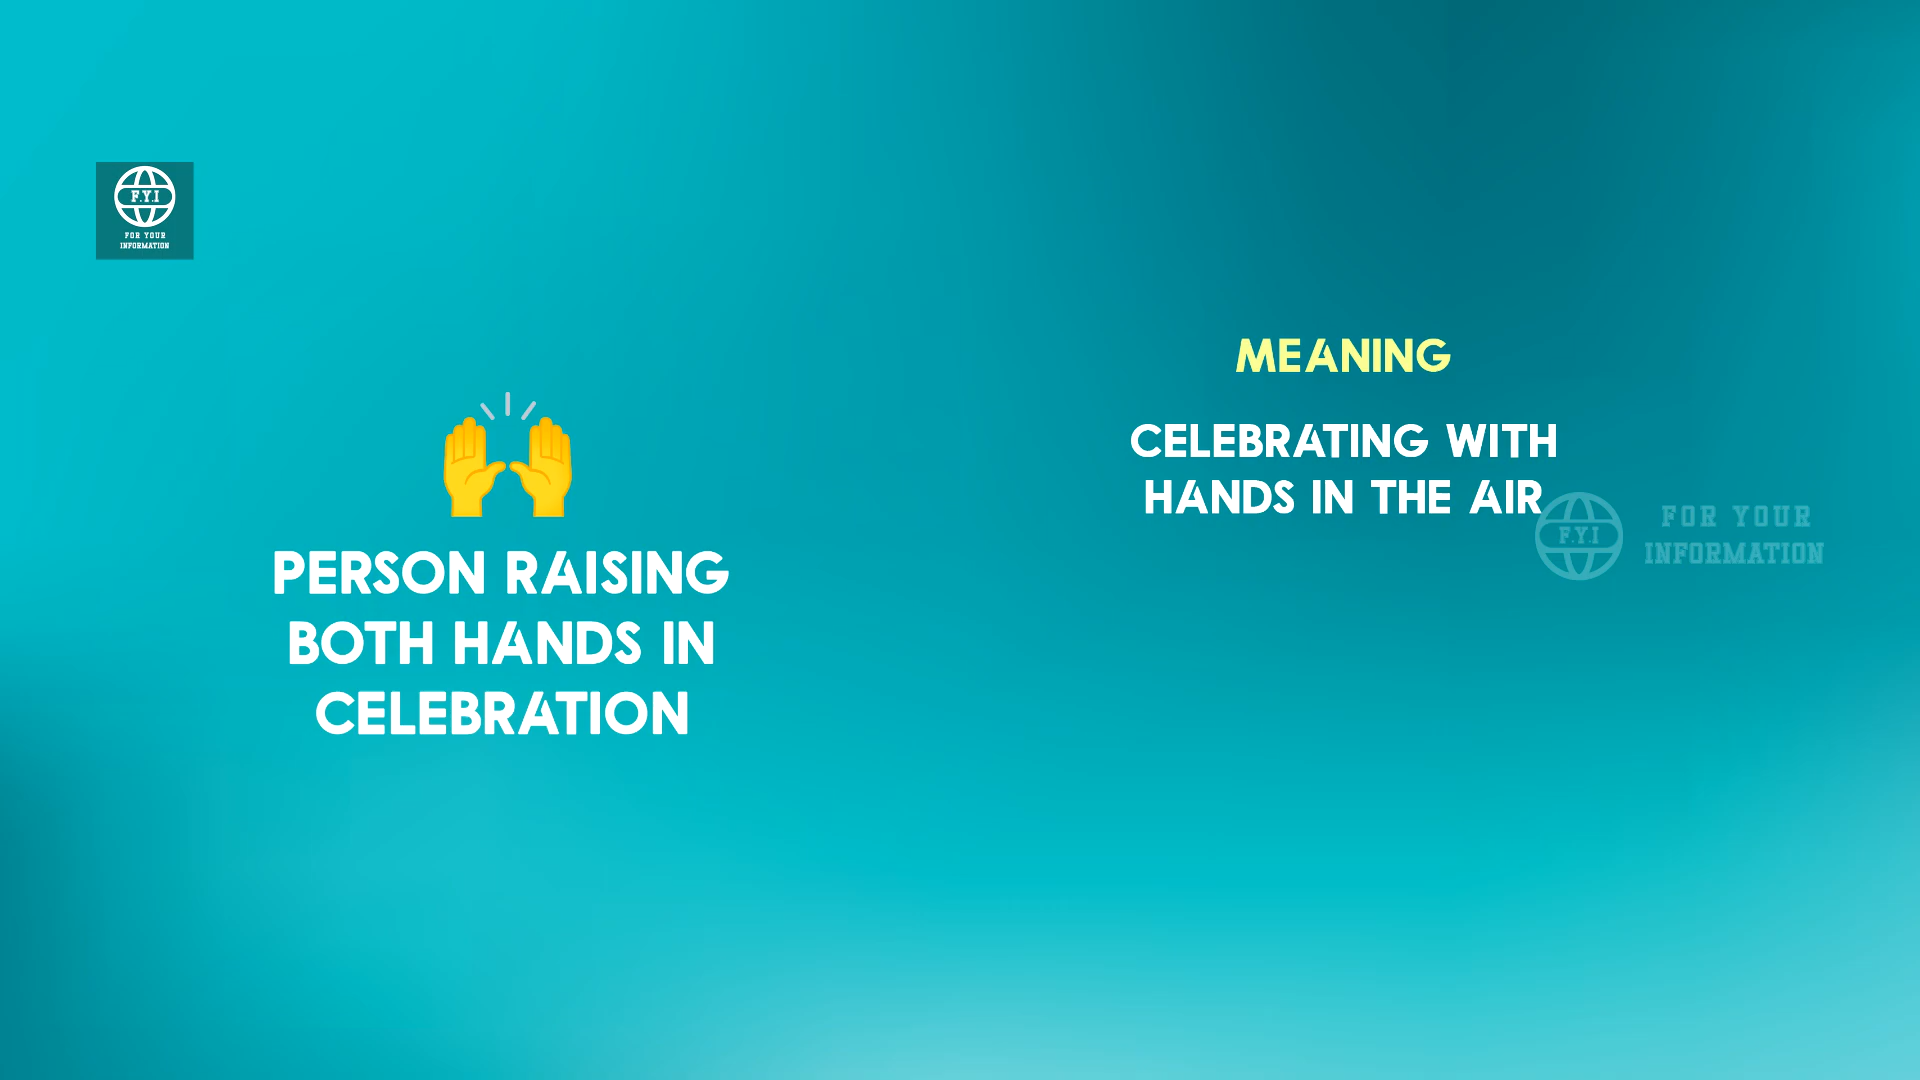 F.Y.I
FOR YOUR
INFORMATION
PERSON RAISING
BOTH HANDS IN
CELEBRATION
MEANING
CELEBRATING WITH
HANDS IN THE AIR
F.Y.I
FOR YOUR
INFORMATION